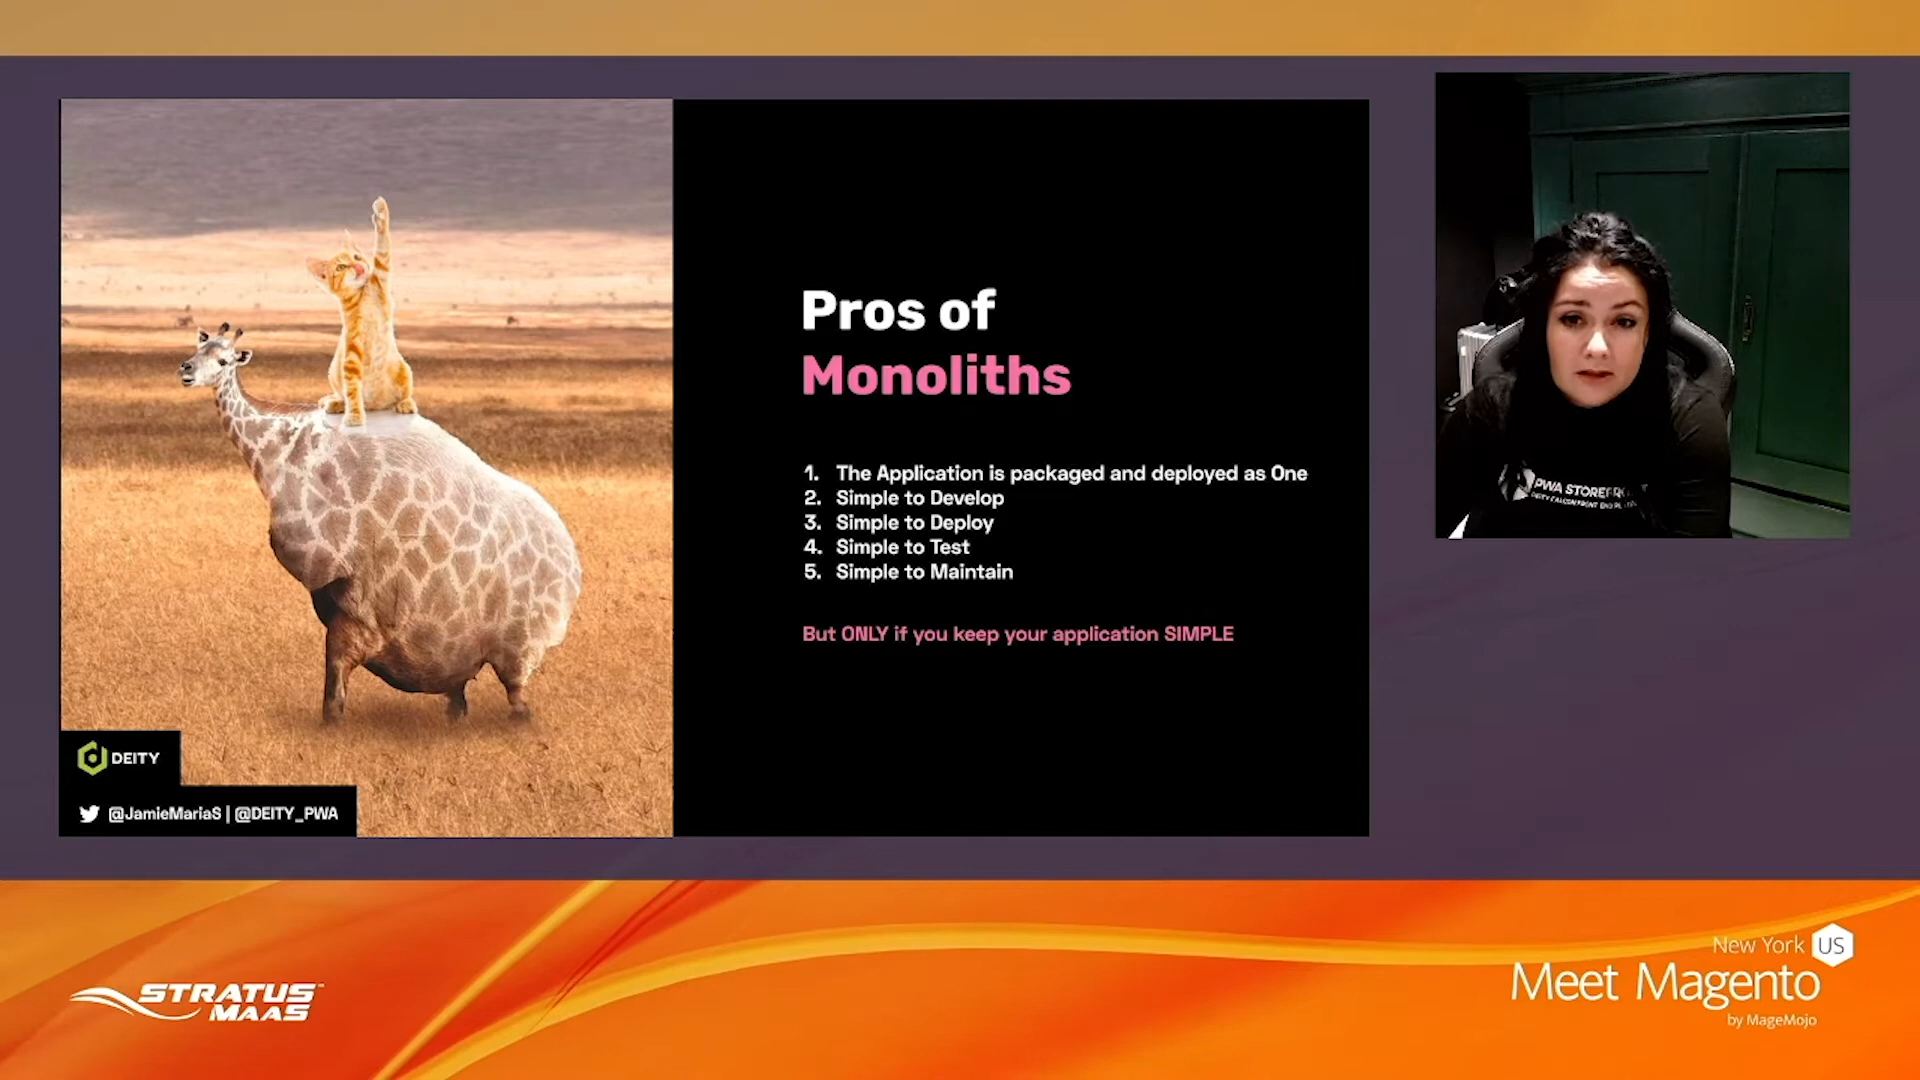 Pros of
Monoliths
1. The Application is packaged and deployed as One
2. Simple to Develop
3. Simple to Deploy
4. Simple to Test
5. Simple to Maintain
But ONLY if you keep your application SIMPLE
DEITY
@JamieMariaS | @DEITY_PWA
PWA STOREFR
STRATUS
MAAS
New York US
Meet Magento
by MageMojo